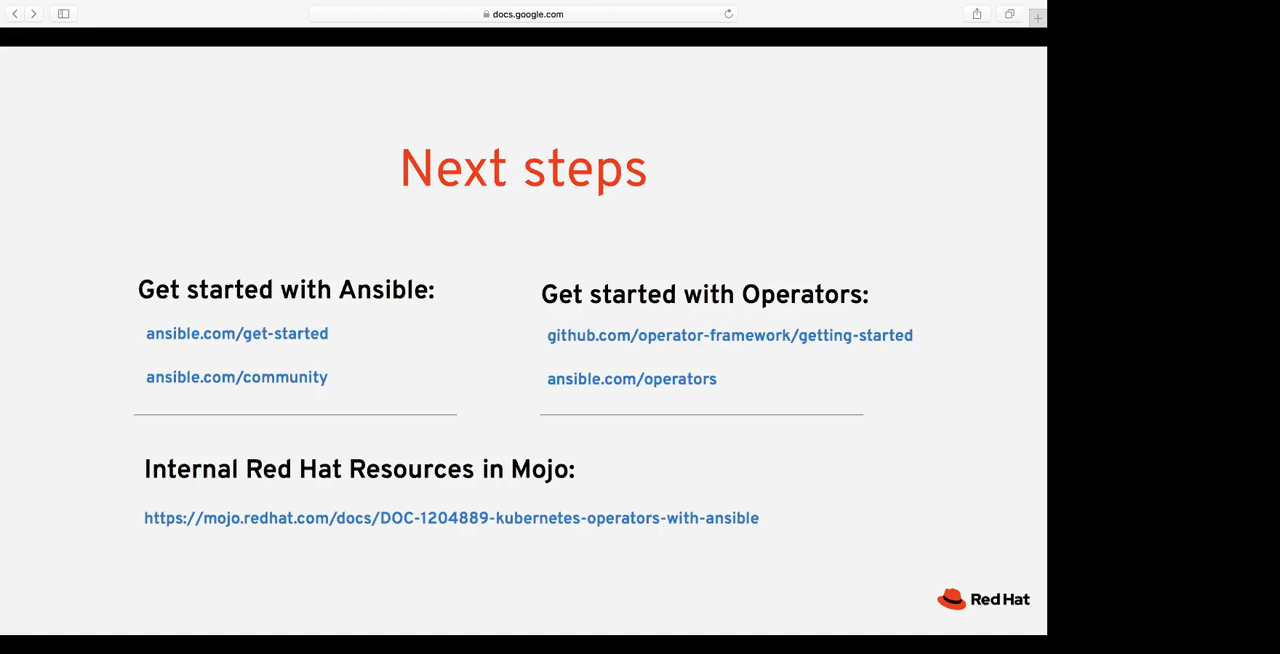 docs.google.com
Next steps
Get started with Ansible:
ansible.com/get-started
ansible.com/community
Get started with Operators:
github.com/operator-framework/getting-started
ansible.com/operators
Internal Red Hat Resources in Mojo:
https://mojo.redhat.com/docs/DOC-1204889-kubernetes-operators-with-ansible
Red Hat